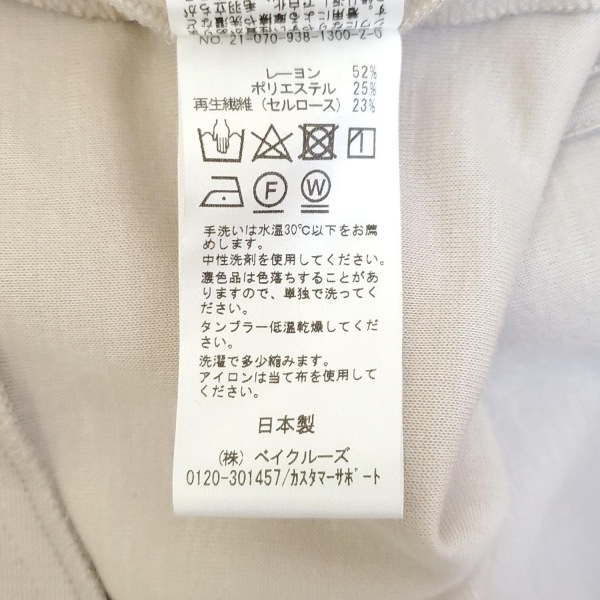 NO. 21-070-938-1300-2-0
レーヨン 52%
ポリエステル 25%
再生繊維（セルロース） 23%
F W
手洗いは水温30℃以下をお薦
めします。
中性洗剤を使用してください。
濃色品は色落ちすることがあ
りますので、単独で洗ってく
ださい。
タンブラー低温乾燥してくだ
さい。
洗濯で多少縮みます。
アイロンは当て布を使用して
ください。
日本製
（株）ベイクルーズ
0120-301457/カスタマーサポート